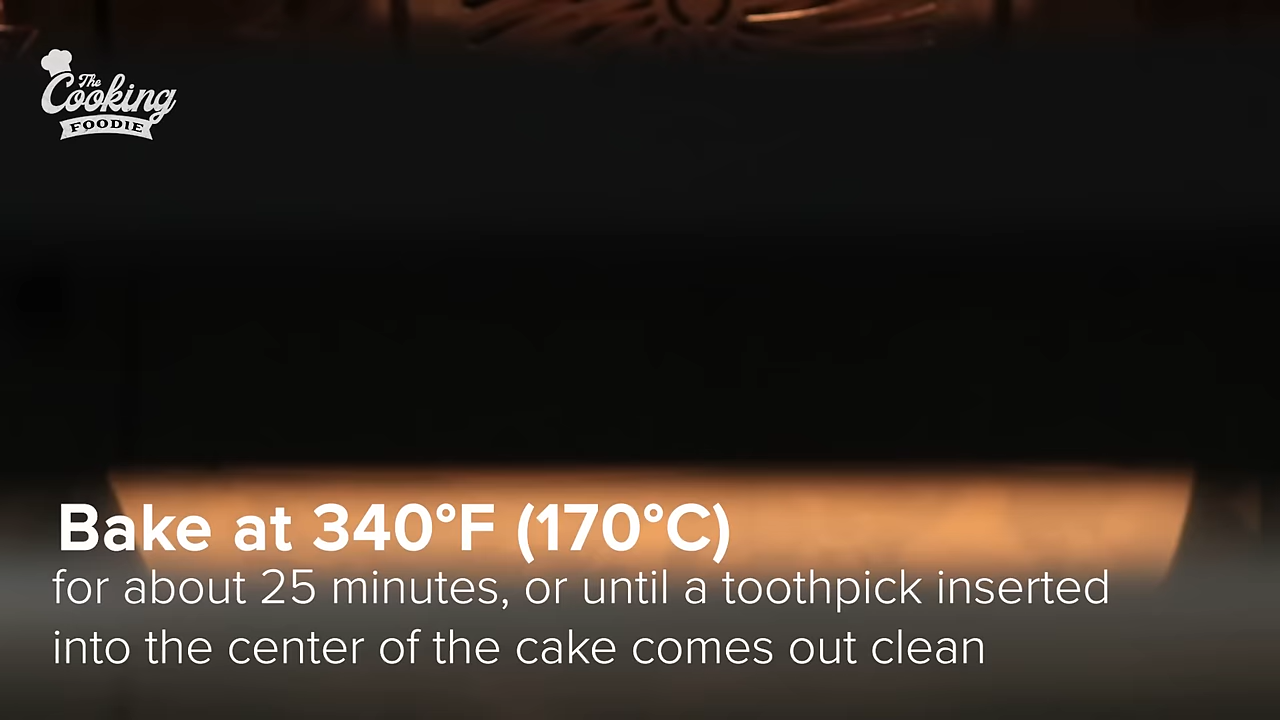 The
Cooking
FOODIE
Bake at 340°F (170°C)
for about 25 minutes, or until a toothpick inserted
into the center of the cake comes out clean